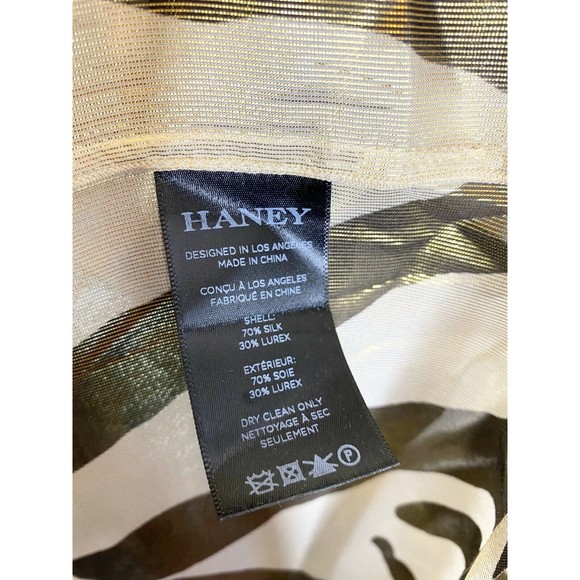 HANEY
DESIGNED IN LOS ANGELES
MADE IN CHINA
CONÇU À LOS ANGELES
FABRIQUÉ EN CHINE
SHELL:
70% SILK
30% LUREX
EXTÉRIEUR:
70% SOIE
30% LUREX
DRY CLEAN ONLY
NETTOYAGE À SEC
SEULEMENT
P